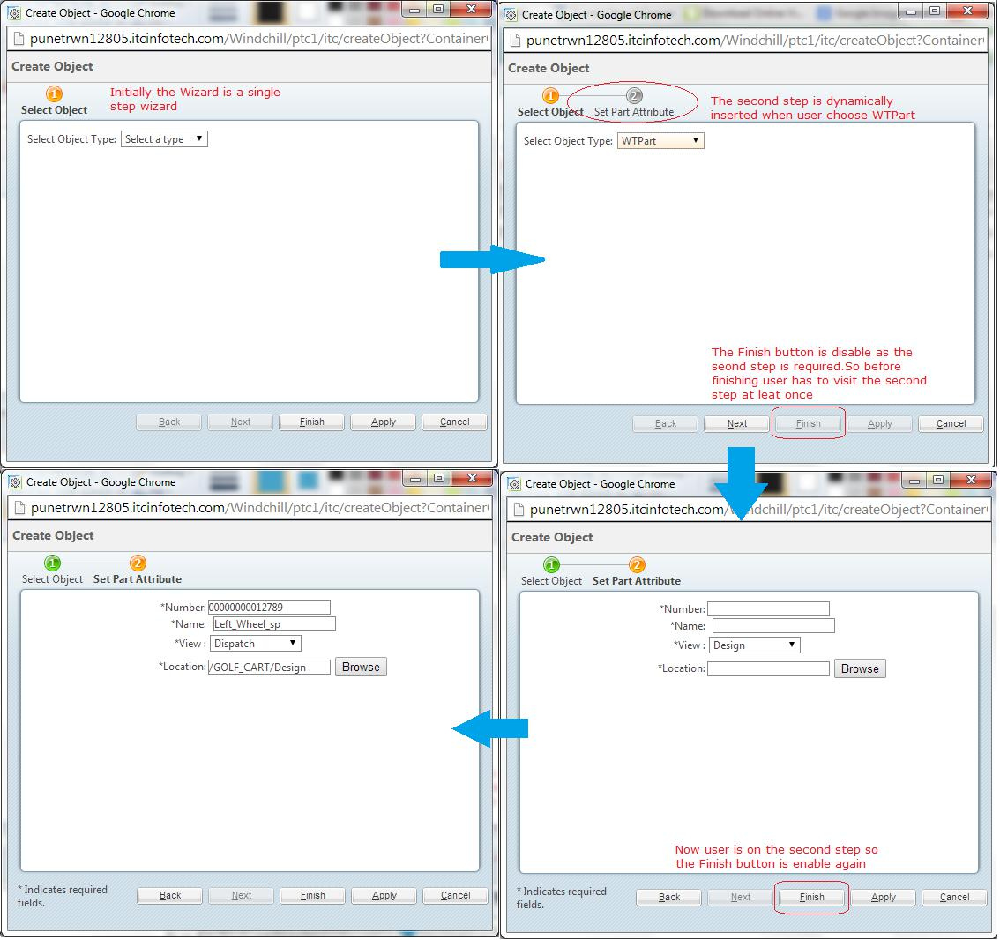 Create Object - Google Chrome
punetrwn12805.itcinfotech.com/Windchill/ptc1/itc/createObject?Container
Create Object
1
Select Object
Initially the Wizard is a single
step wizard
Select Object Type: Select a type
Back Next Finish Apply Cancel
Create Object - Google Chrome
punetrwn12805.itcinfotech.com/Windchill/ptc1/itc/createObject?Container
Create Object
1 2
Select Object Set Part Attribute
The second step is dynamically
inserted when user choose WTPart
Select Object Type: WTPart
The Finish button is disable as the
seond step is required.So before
finishing user has to visit the second
step at leat once
Back Next Finish Apply Cancel
Create Object - Google Chrome
punetrwn12805.itcinfotech.com/Windchill/ptc1/itc/createObject?Container
Create Object
1 2
Select Object Set Part Attribute
*Number: 00000000012789
*Name: Left_Wheel_sp
*View : Dispatch
*Location: /GOLF_CART/Design Browse
* Indicates required
fields.
Back Next Finish Apply Cancel
Create Object - Google Chrome
punetrwn12805.itcinfotech.com/Windchill/ptc1/itc/createObject?Container
Create Object
1 2
Select Object Set Part Attribute
*Number:
*Name:
*View : Design
*Location: Browse
Now user is on the second step so
the Finish button is enable again
* Indicates required
fields.
Back Next Finish Apply Cancel